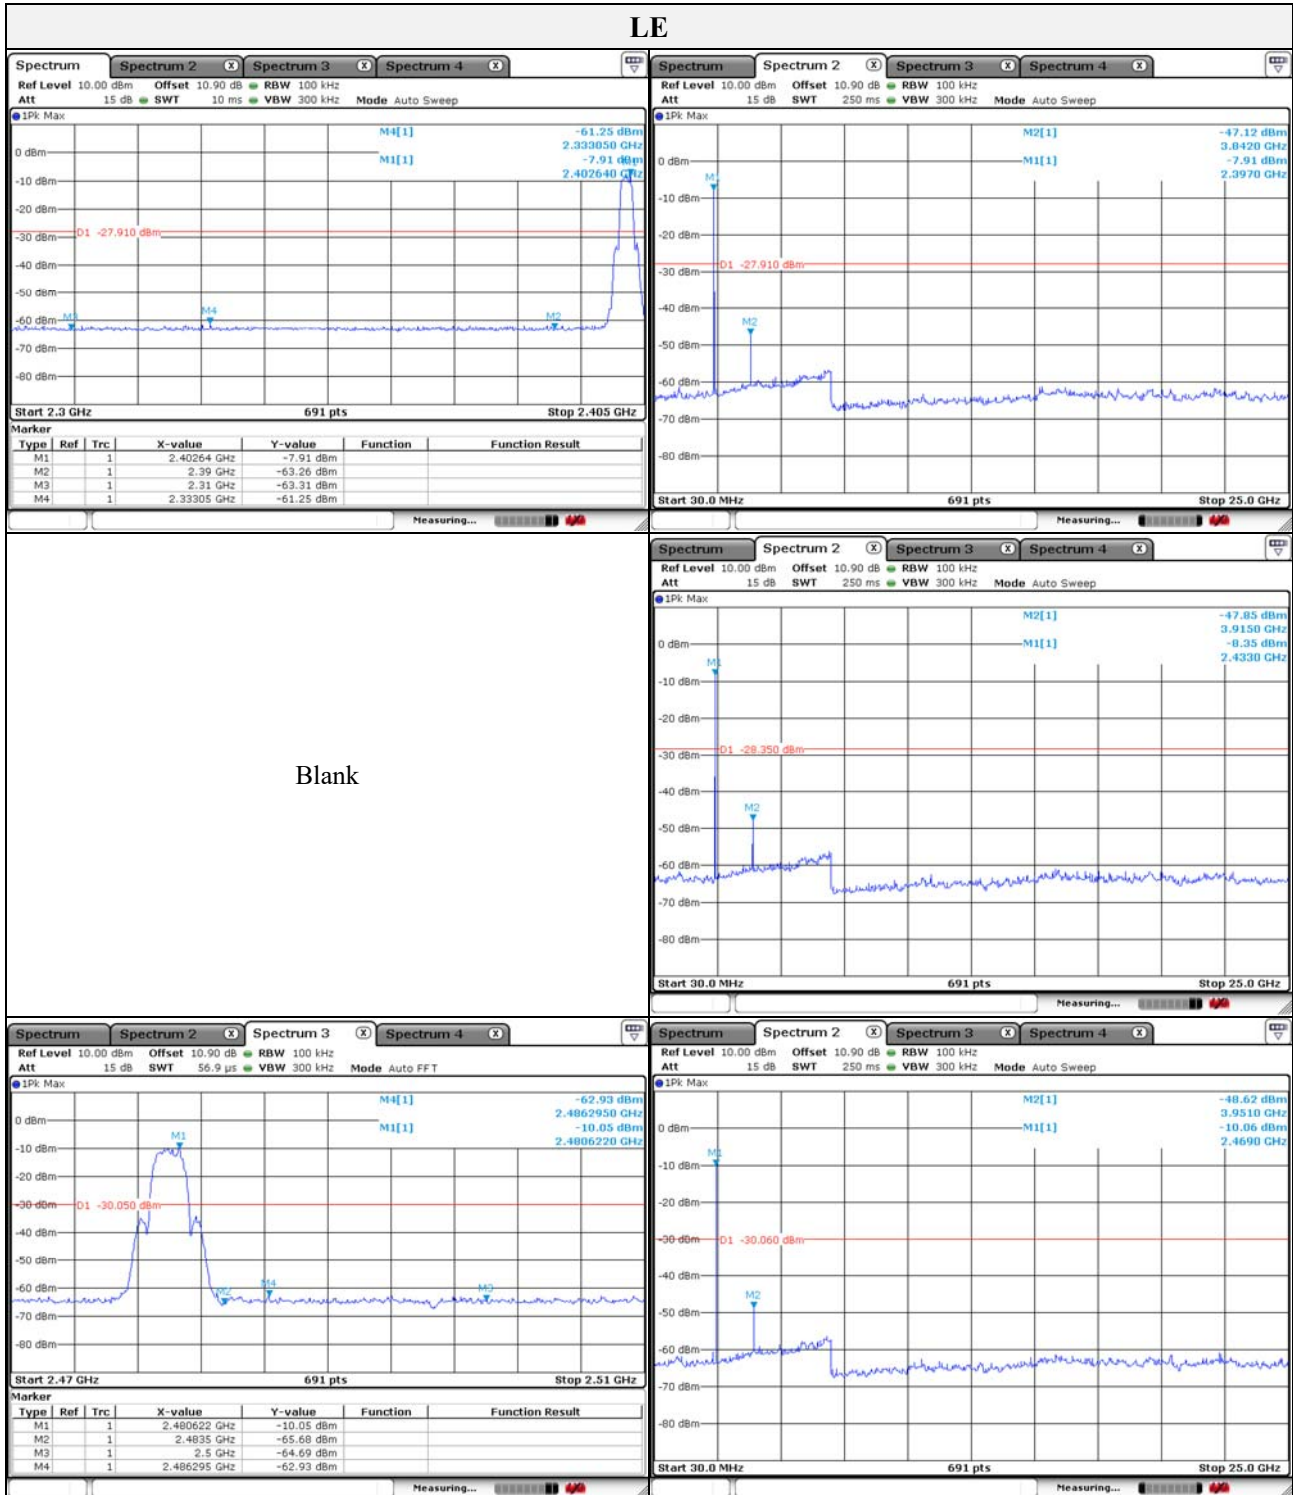 LE
Spectrum Spectrum 2 X Spectrum 3 X Spectrum 4 X
Ref Level 10.00 dBm Offset 10.90 dB RBW 100 kHz
Att 15 dB SWT 10 ms VBW 300 kHz Mode Auto Sweep
1Pk Max
M4[1] -61.25 dBm
2.333050 GHz
M1[1] -7.91 dBm
2.402640 GHz
0 dBm
-10 dBm
-20 dBm
D1 -27.910 dBm
-30 dBm
-40 dBm
-50 dBm
M3 M4 M2
-60 dBm
-70 dBm
-80 dBm
Start 2.3 GHz 691 pts Stop 2.405 GHz
Marker
Type Ref Trc X-value Y-value Function Function Result
M1 1 2.40264 GHz -7.91 dBm
M2 1 2.39 GHz -63.26 dBm
M3 1 2.31 GHz -63.31 dBm
M4 1 2.33305 GHz -61.25 dBm
Measuring...
Spectrum Spectrum 2 X Spectrum 3 X Spectrum 4 X
Ref Level 10.00 dBm Offset 10.90 dB RBW 100 kHz
Att 15 dB SWT 250 ms VBW 300 kHz Mode Auto Sweep
1Pk Max
M2[1] -47.12 dBm
3.8420 GHz
0 dBm M1[1] -7.91 dBm
2.3970 GHz
M1
-10 dBm
-20 dBm
D1 -27.910 dBm
-30 dBm
-40 dBm
M2
-50 dBm
-60 dBm
-70 dBm
-80 dBm
Start 30.0 MHz 691 pts Stop 25.0 GHz
Measuring...
Blank
Spectrum Spectrum 2 X Spectrum 3 X Spectrum 4 X
Ref Level 10.00 dBm Offset 10.90 dB RBW 100 kHz
Att 15 dB SWT 250 ms VBW 300 kHz Mode Auto Sweep
1Pk Max
M2[1] -47.85 dBm
3.9150 GHz
0 dBm M1[1] -8.35 dBm
2.4330 GHz
M1
-10 dBm
-20 dBm
D1 -28.350 dBm
-30 dBm
-40 dBm
M2
-50 dBm
-60 dBm
-70 dBm
-80 dBm
Start 30.0 MHz 691 pts Stop 25.0 GHz
Measuring...
Spectrum Spectrum 2 X Spectrum 3 X Spectrum 4 X
Ref Level 10.00 dBm Offset 10.90 dB RBW 100 kHz
Att 15 dB SWT 56.9 µs VBW 300 kHz Mode Auto FFT
1Pk Max
M4[1] -62.93 dBm
2.4862950 GHz
0 dBm M1[1] -10.05 dBm
2.4806220 GHz
M1
-10 dBm
-20 dBm
-30 dBm D1 -30.050 dBm
-40 dBm
-50 dBm
-60 dBm M2 M4 M3
-70 dBm
-80 dBm
Start 2.47 GHz 691 pts Stop 2.51 GHz
Marker
Type Ref Trc X-value Y-value Function Function Result
M1 1 2.480622 GHz -10.05 dBm
M2 1 2.4835 GHz -65.68 dBm
M3 1 2.5 GHz -64.69 dBm
M4 1 2.486295 GHz -62.93 dBm
Measuring...
Spectrum Spectrum 2 X Spectrum 3 X Spectrum 4 X
Ref Level 10.00 dBm Offset 10.90 dB RBW 100 kHz
Att 15 dB SWT 250 ms VBW 300 kHz Mode Auto Sweep
1Pk Max
M2[1] -48.62 dBm
3.9510 GHz
0 dBm M1[1] -10.06 dBm
2.4690 GHz
M1
-10 dBm
-20 dBm
-30 dBm D1 -30.060 dBm
-40 dBm
M2
-50 dBm
-60 dBm
-70 dBm
-80 dBm
Start 30.0 MHz 691 pts Stop 25.0 GHz
Measuring...